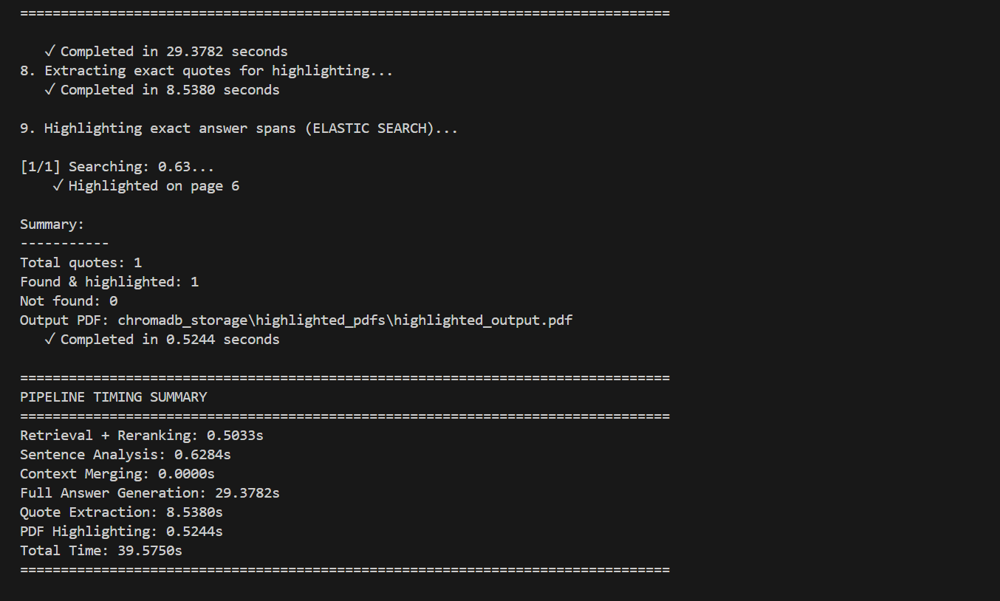 ================================================================================
✓ Completed in 29.3782 seconds
8. Extracting exact quotes for highlighting...
✓ Completed in 8.5380 seconds
9. Highlighting exact answer spans (ELASTIC SEARCH)...
[1/1] Searching: 0.63...
✓ Highlighted on page 6
Summary:
-----------
Total quotes: 1
Found & highlighted: 1
Not found: 0
Output PDF: chromadb_storage\highlighted_pdfs\highlighted_output.pdf
✓ Completed in 0.5244 seconds
================================================================================
PIPELINE TIMING SUMMARY
================================================================================
Retrieval + Reranking: 0.5033s
Sentence Analysis: 0.6284s
Context Merging: 0.0000s
Full Answer Generation: 29.3782s
Quote Extraction: 8.5380s
PDF Highlighting: 0.5244s
Total Time: 39.5750s
================================================================================